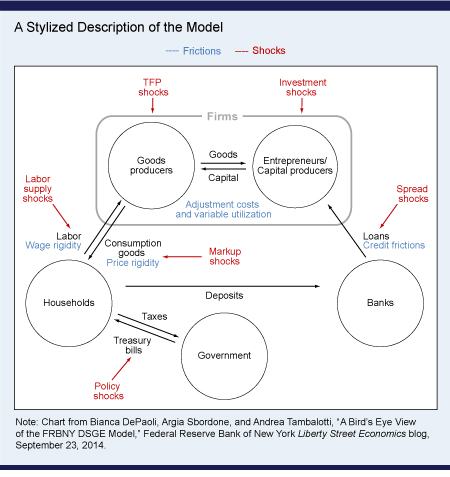 A Stylized Description of the Model
Frictions
Shocks
TFP
shocks
Investment
shocks
Firms
Goods
producers
Goods
Capital
Entrepreneurs/
Capital producers
Adjustment costs
and variable utilization
Labor
supply
shocks
Spread
shocks
Labor
Wage rigidity
Consumption
goods
Price rigidity
Markup
shocks
Loans
Credit frictions
Households
Deposits
Banks
Taxes
Treasury
bills
Government
Policy
shocks
Note: Chart from Bianca DePaoli, Argia Sbordone, and Andrea Tambalotti, “A Bird’s Eye View
of the FRBNY DSGE Model,” Federal Reserve Bank of New York Liberty Street Economics blog,
September 23, 2014.